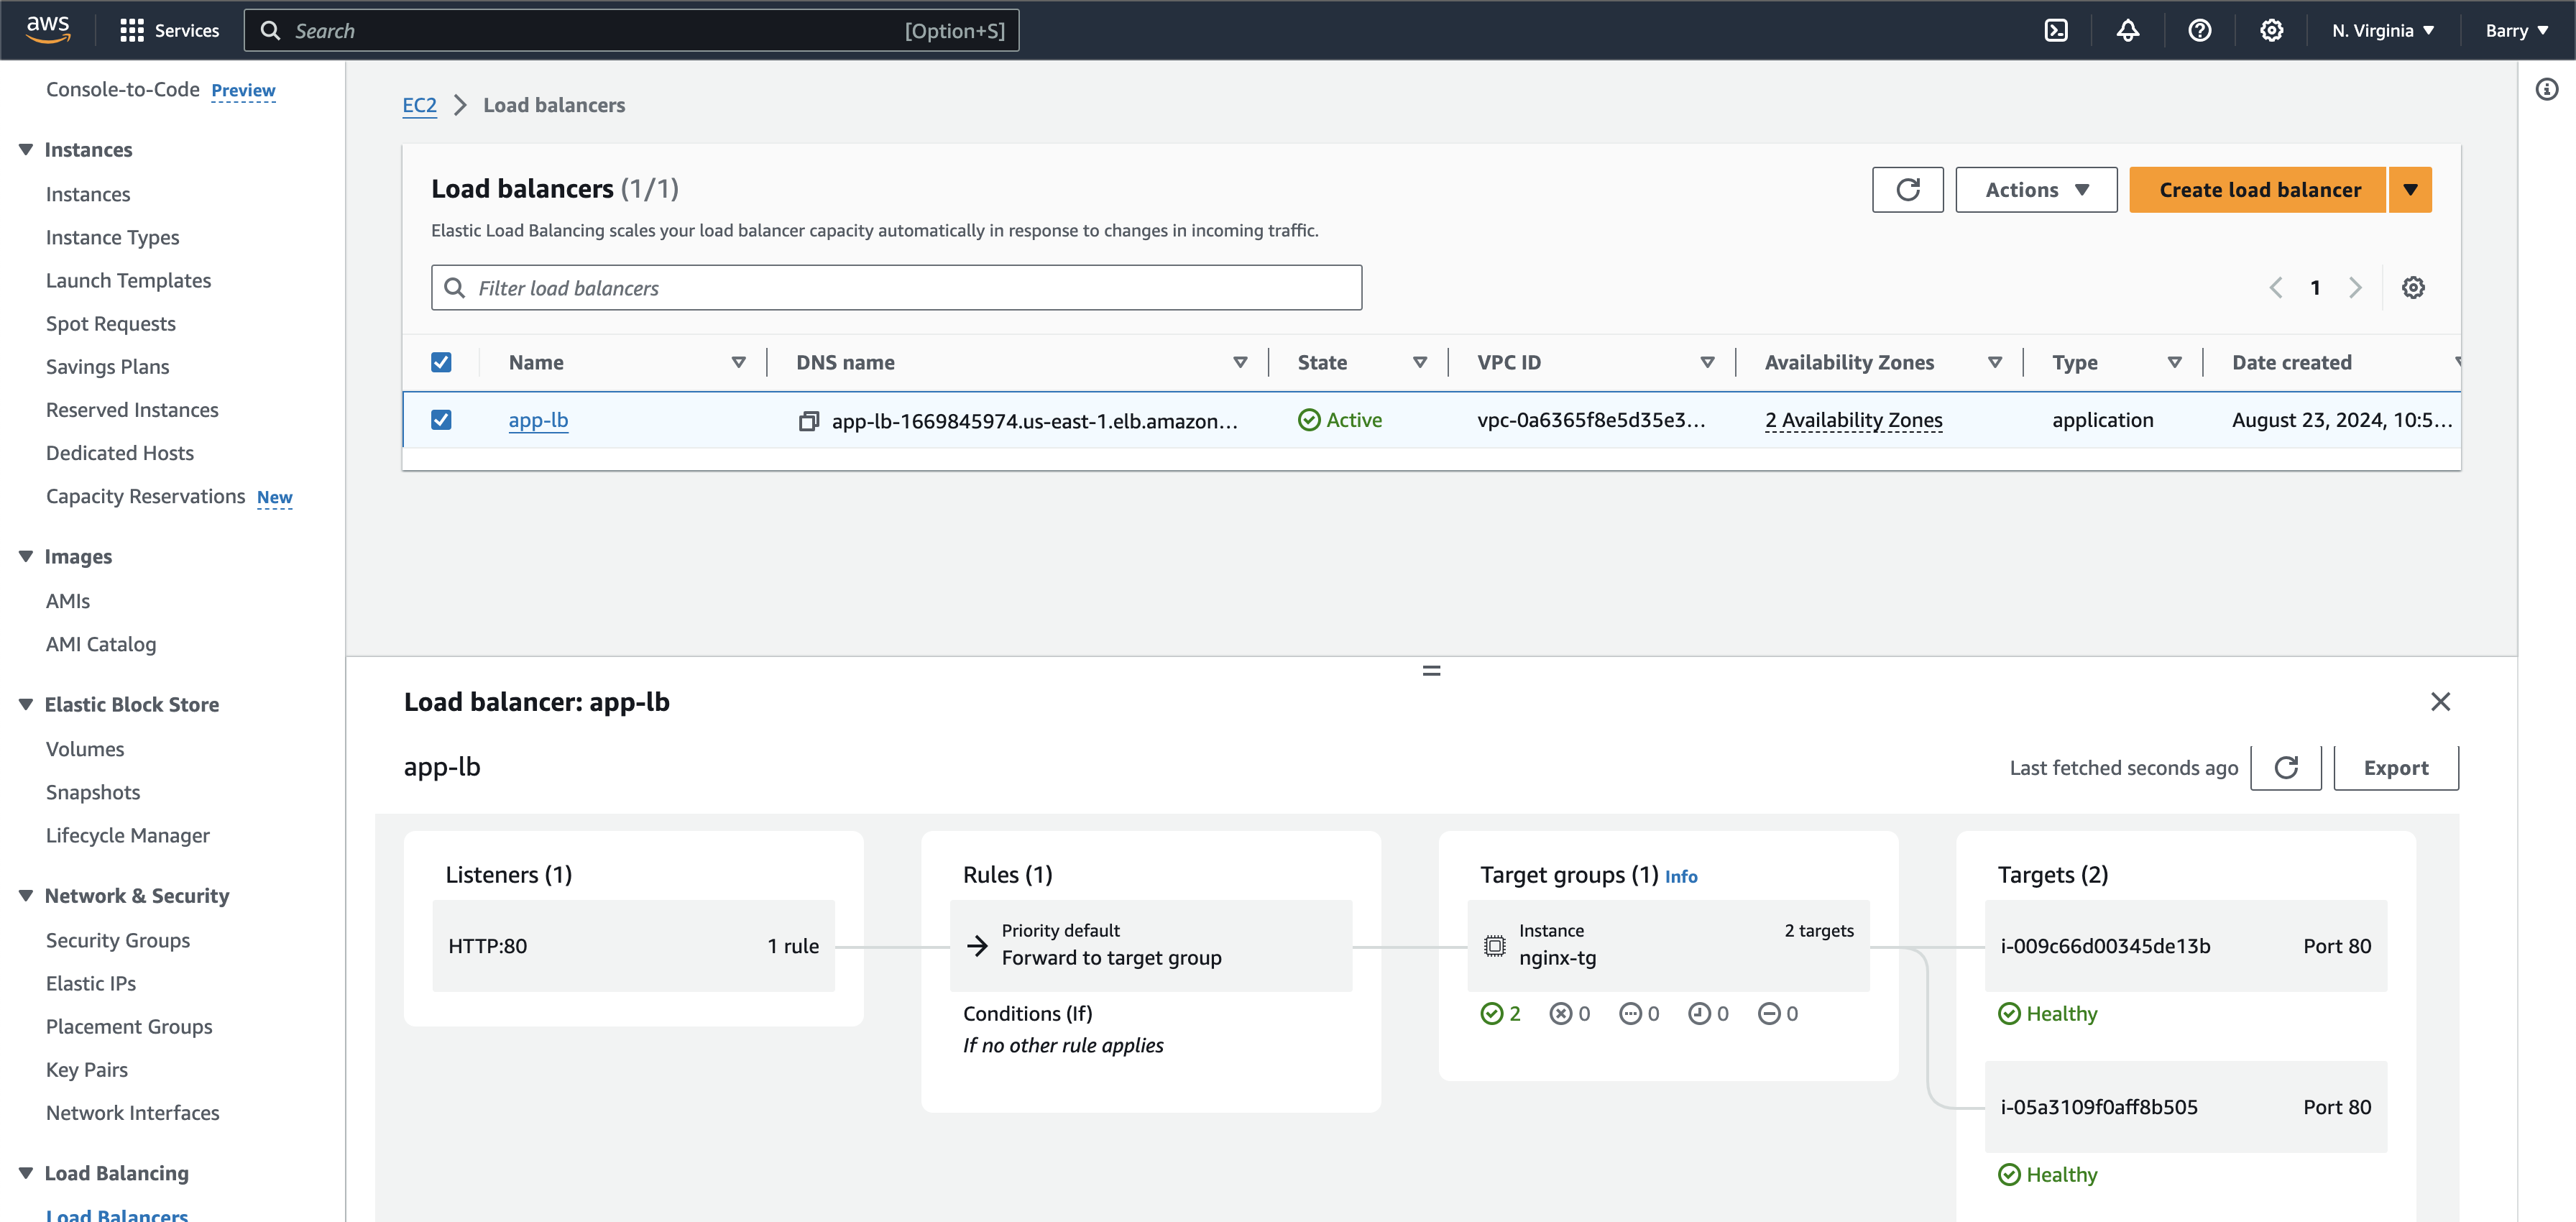 aws
Services
Search
[Option+S]
N. Virginia
Barry
Console-to-Code Preview
Instances
Instances
Instance Types
Launch Templates
Spot Requests
Savings Plans
Reserved Instances
Dedicated Hosts
Capacity Reservations New
Images
AMIs
AMI Catalog
Elastic Block Store
Volumes
Snapshots
Lifecycle Manager
Network & Security
Security Groups
Elastic IPs
Placement Groups
Key Pairs
Network Interfaces
Load Balancing
Load Balancers
EC2 Load balancers
Load balancers (1/1)
Actions
Create load balancer
Elastic Load Balancing scales your load balancer capacity automatically in response to changes in incoming traffic.
Filter load balancers
1
Name DNS name State VPC ID Availability Zones Type Date created
app-lb app-lb-1669845974.us-east-1.elb.amazon... Active vpc-0a6365f8e5d35e3... 2 Availability Zones application August 23, 2024, 10:5...
Load balancer: app-lb
app-lb
Last fetched seconds ago
Export
Listeners (1)
HTTP:80 1 rule
Rules (1)
Priority default
Forward to target group
Conditions (If)
If no other rule applies
Target groups (1) Info
Instance 2 targets
nginx-tg
2 0 0 0 0
Targets (2)
i-009c66d00345de13b Port 80
Healthy
i-05a3109f0aff8b505 Port 80
Healthy